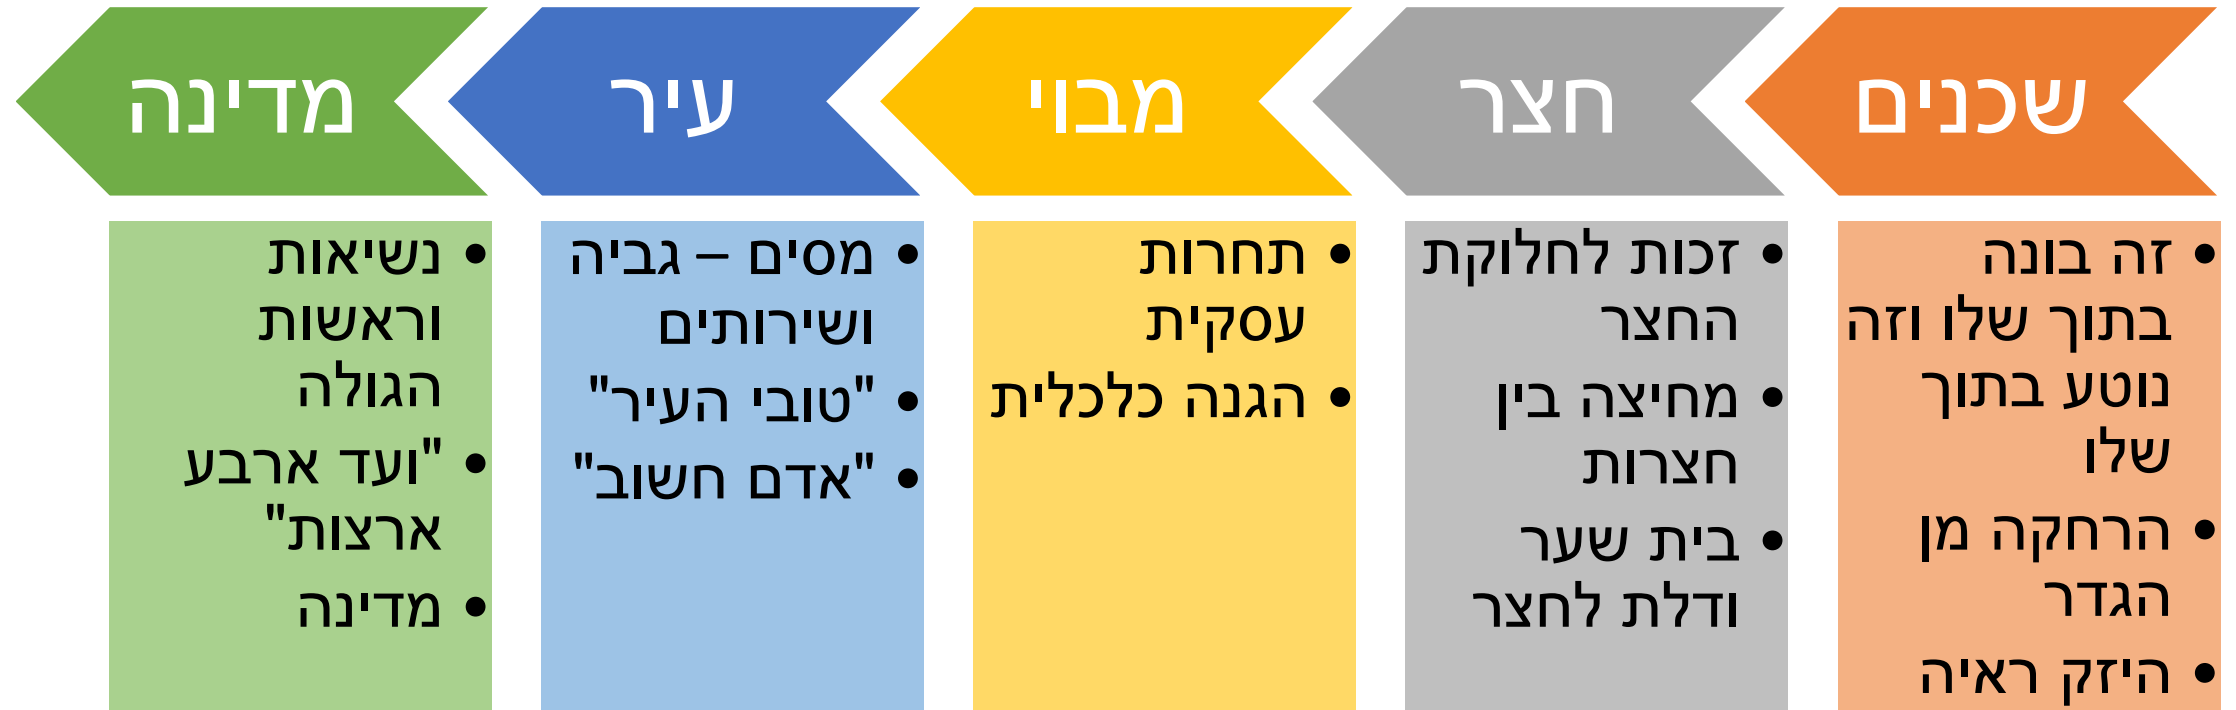 שכנים
• זה בונה
בתוך שלו וזה
נוטע בתוך
שלו
• הרחקה מן
הגדר
• היזק ראיה
חצר
• זכות לחלוקת
החצר
• מחיצה בין
חצרות
• בית שער
ודלת לחצר
מבוי
• תחרות
עסקית
• הגנה כלכלית
עיר
• מסים – גביה
ושירותים
• "טובי העיר"
• "אדם חשוב"
מדינה
• נשיאות
וראשות
הגולה
• "ועד ארבע
ארצות"
• מדינה